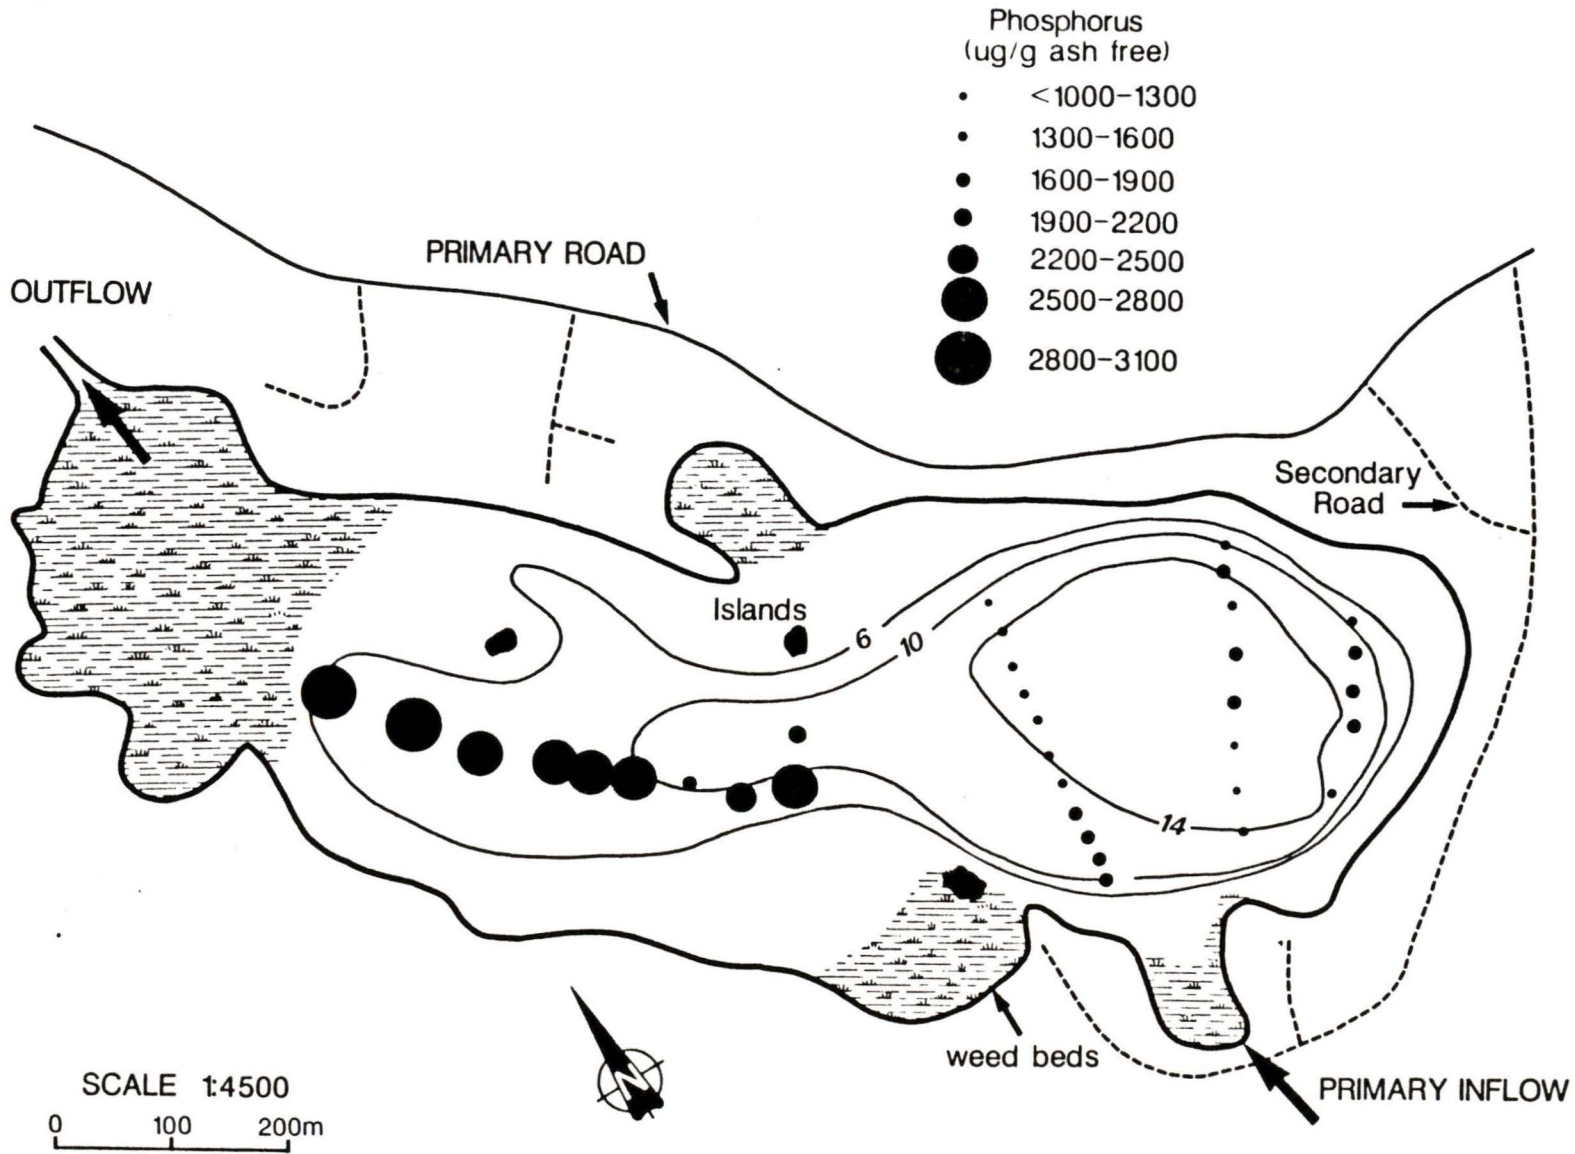 Phosphorus
(ug/g ash free)
<1000-1300
1300-1600
1600-1900
1900-2200
2200-2500
2500-2800
2800-3100
PRIMARY ROAD
OUTFLOW
Secondary
Road
Islands
6
10
14
weed beds
PRIMARY INFLOW
N
SCALE 1:4500
0 100 200m